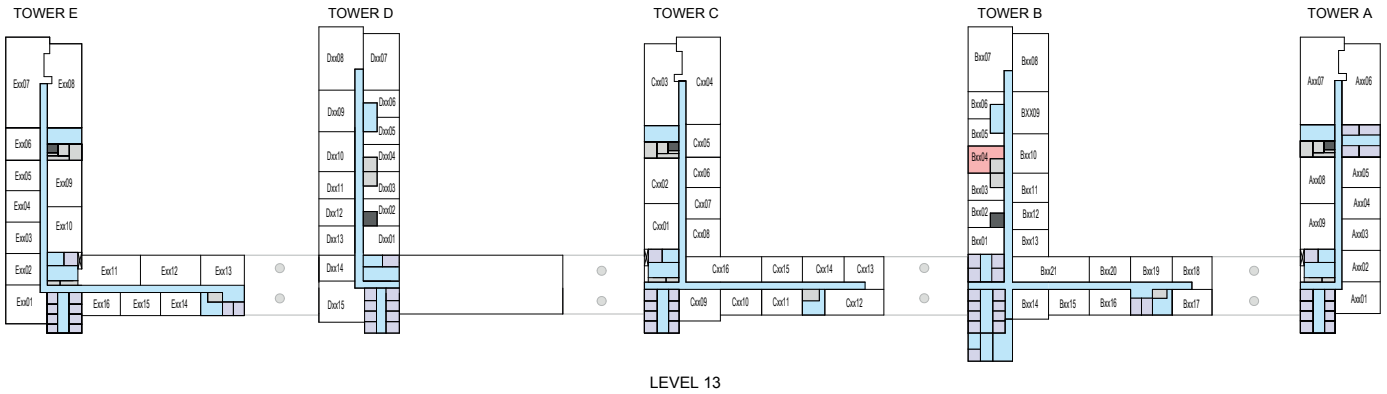 TOWER E
TOWER D
TOWER C
TOWER B
TOWER A
Exx07
Exx08
Exx06
Exx05
Exx09
Exx04
Exx03
Exx10
Exx02
Exx11
Exx12
Exx13
Exx01
Exx16
Exx15
Exx14
Dxx08
Dxx07
Dxx09
Dxx06
Dxx05
Dxx10
Dxx04
Dxx11
Dxx03
Dxx12
Dxx02
Dxx13
Dxx01
Dxx14
Dxx15
Cxx03
Cxx04
Cxx05
Cxx02
Cxx06
Cxx07
Cxx01
Cxx08
Cxx16
Cxx15
Cxx14
Cxx13
Cxx09
Cxx10
Cxx11
Cxx12
Bxx07
Bxx08
Bxx06
BXX09
Bxx05
Bxx04
Bxx10
Bxx03
Bxx11
Bxx02
Bxx12
Bxx01
Bxx13
Bxx21
Bxx20
Bxx19
Bxx18
Bxx14
Bxx15
Bxx16
Bxx17
Axx07
Axx06
Axx08
Axx05
Axx04
Axx09
Axx03
Axx02
Axx01
LEVEL 13